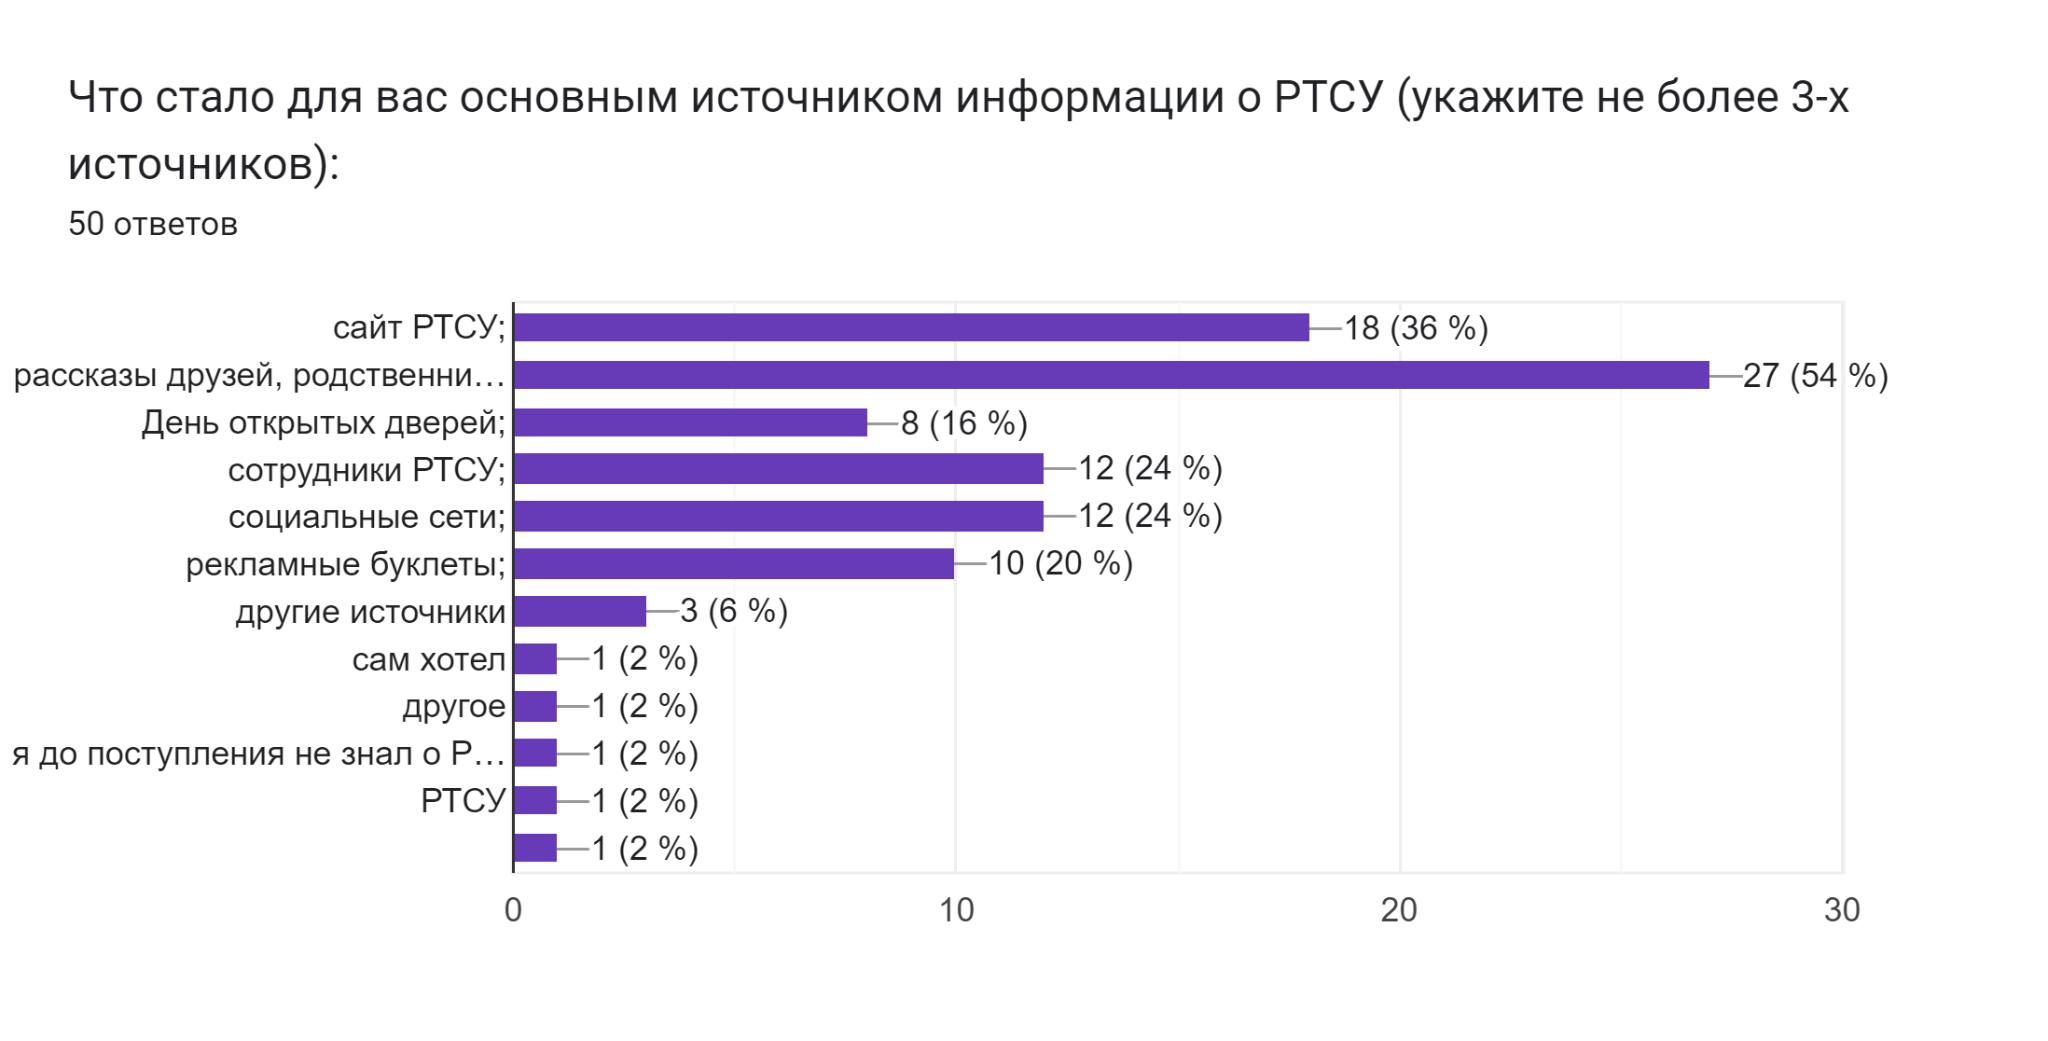 Что стало для вас основным источником информации о РТСУ (укажите не более 3-х
источников):
50 ответов
сайт РТСУ; 18 (36 %)
рассказы друзей, родственни… 27 (54 %)
День открытых дверей; 8 (16 %)
сотрудники РТСУ; 12 (24 %)
социальные сети; 12 (24 %)
рекламные буклеты; 10 (20 %)
другие источники 3 (6 %)
сам хотел 1 (2 %)
другое 1 (2 %)
я до поступления не знал о Р… 1 (2 %)
РТСУ 1 (2 %)
1 (2 %)
0 10 20 30